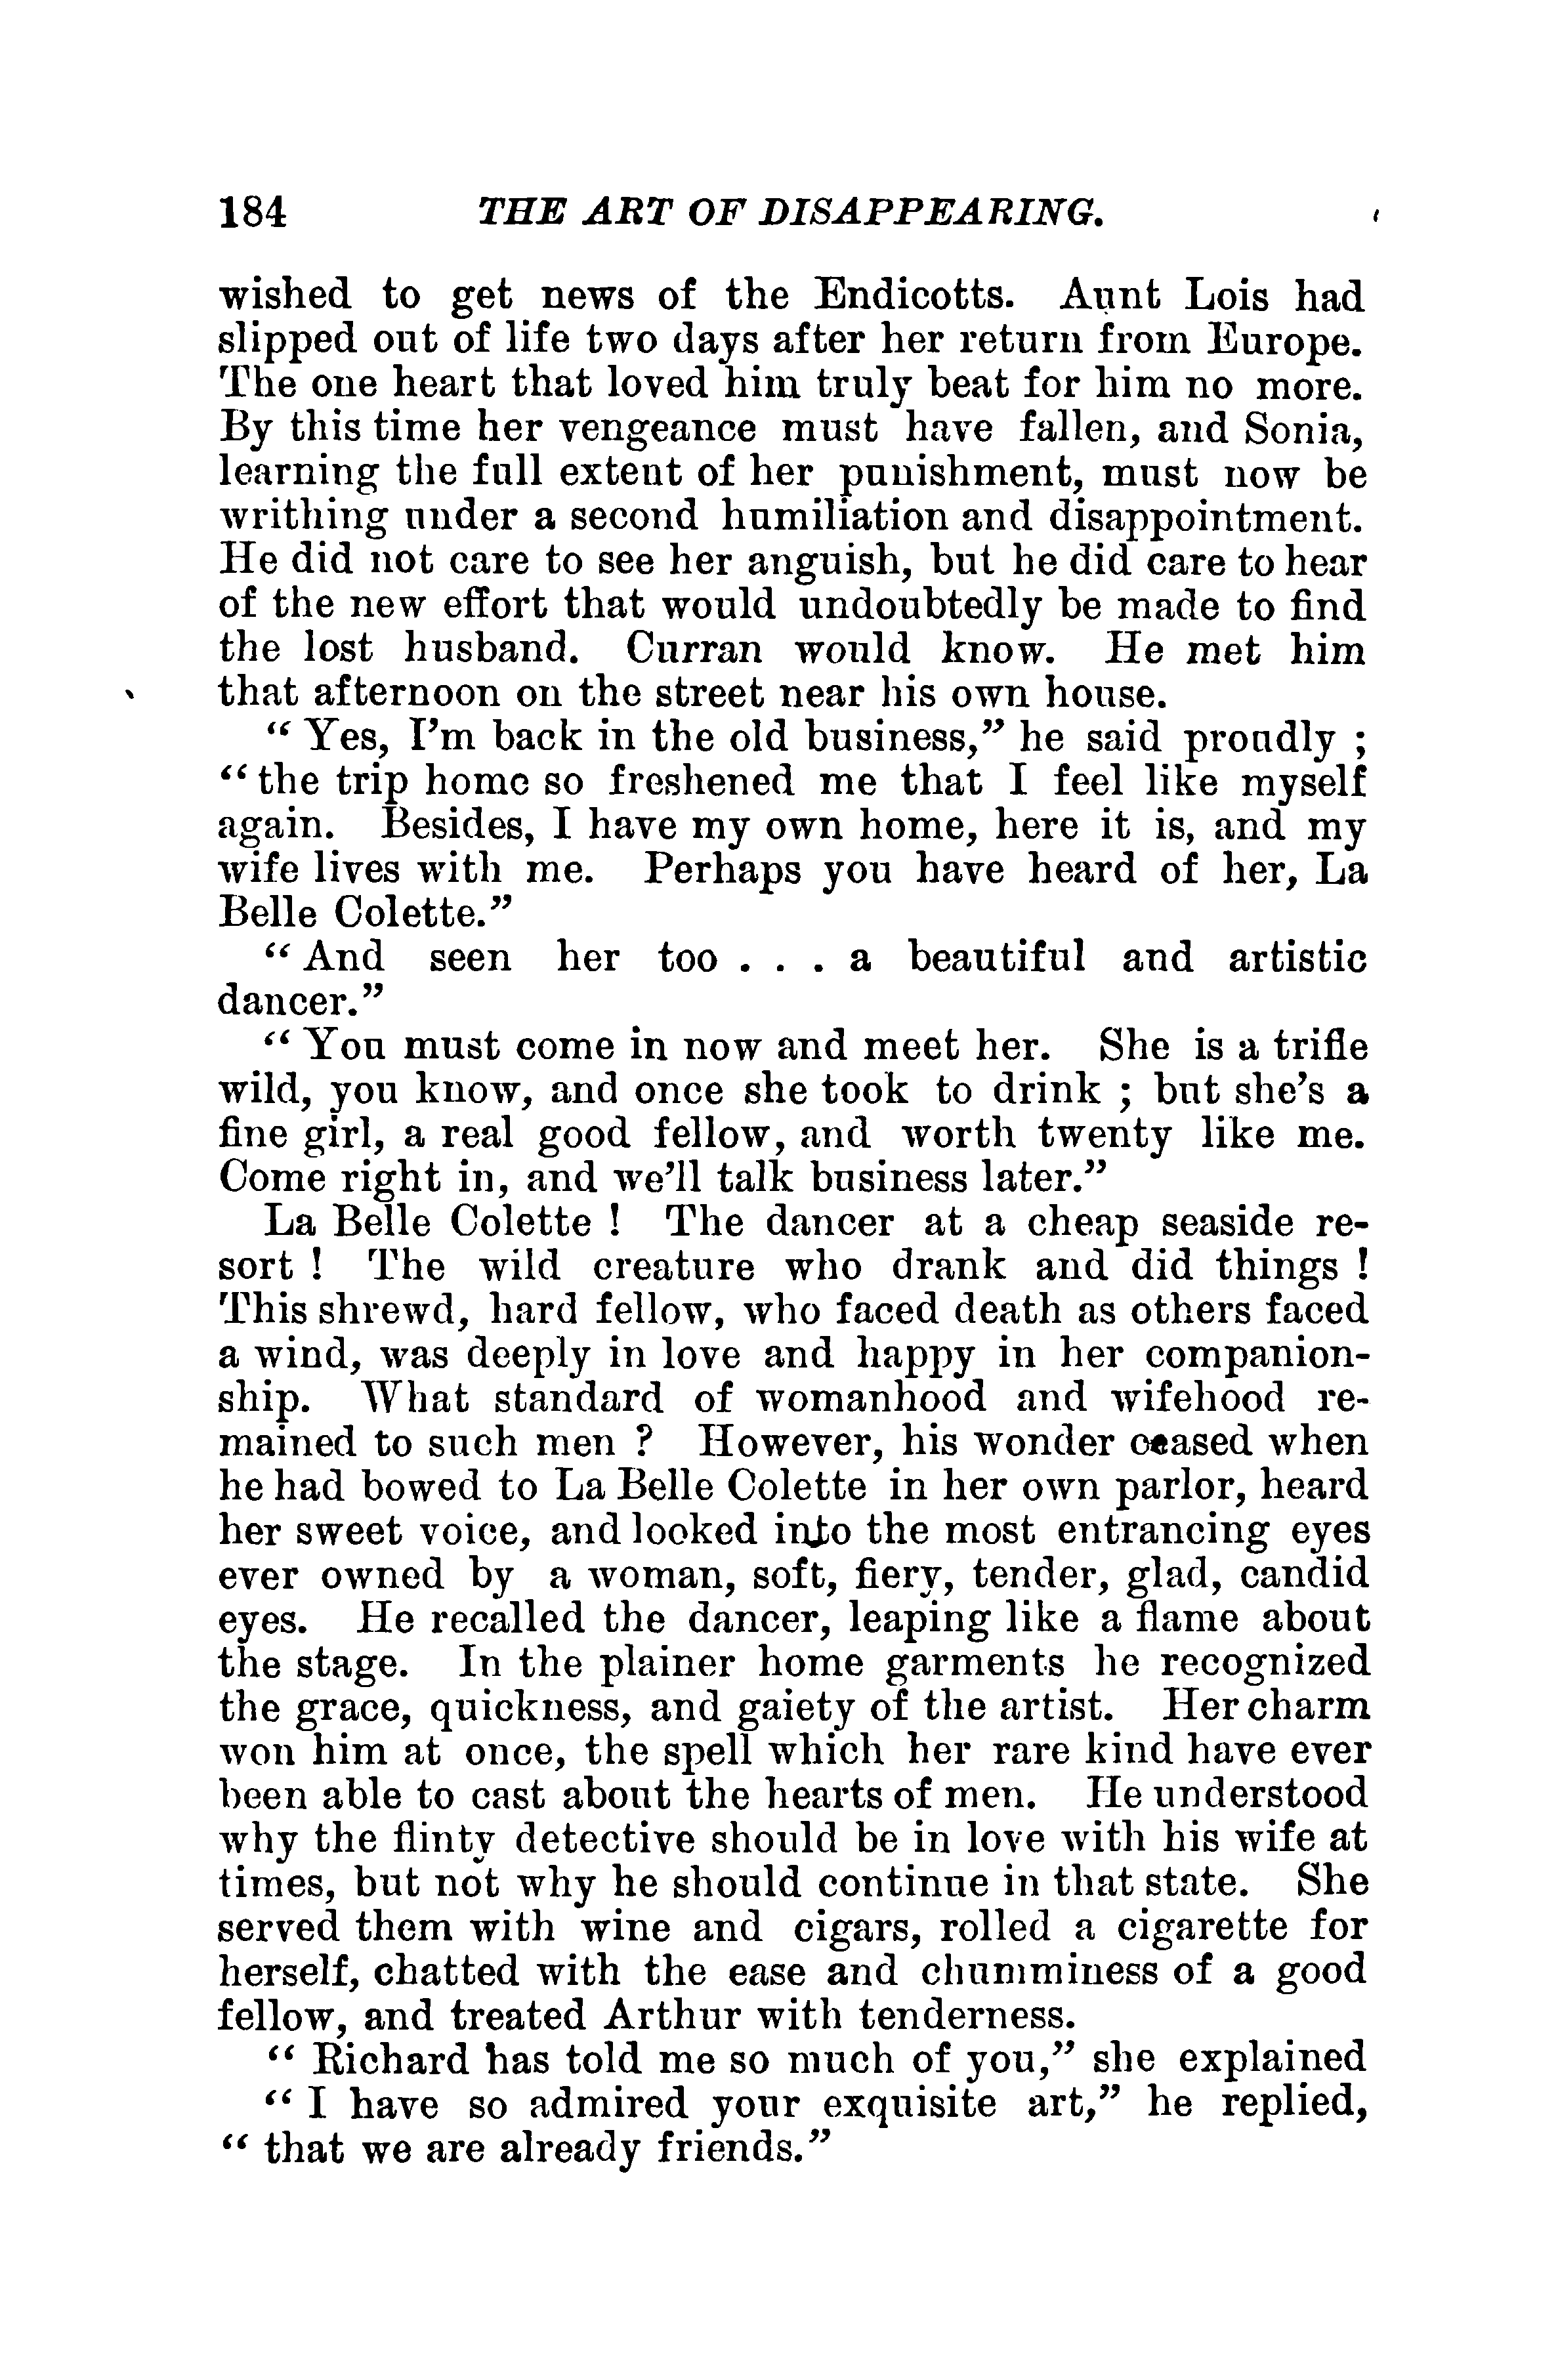 184 THE ART OF DISAPPEARING.
wished to get news of the Endicotts. Aunt Lois had
slipped out of life two days after her return from Europe.
The one heart that loved him truly beat for him no more.
By this time her vengeance must have fallen, and Sonia,
learning the full extent of her punishment, must now be
writhing under a second humiliation and disappointment.
He did not care to see her anguish, but he did care to hear
of the new effort that would undoubtedly be made to find
the lost husband. Curran would know. He met him
that afternoon on the street near his own house.
“ Yes, I’m back in the old business,” he said proudly ;
“ the trip home so freshened me that I feel like myself
again. Besides, I have my own home, here it is, and my
wife lives with me. Perhaps you have heard of her, La
Belle Colette.”
“ And seen her too . . . a beautiful and artistic
dancer.”
“ You must come in now and meet her. She is a trifle
wild, you know, and once she took to drink ; but she’s a
fine girl, a real good fellow, and worth twenty like me.
Come right in, and we’ll talk business later.”
La Belle Colette ! The dancer at a cheap seaside re-
sort ! The wild creature who drank and did things !
This shrewd, hard fellow, who faced death as others faced
a wind, was deeply in love and happy in her companion-
ship. What standard of womanhood and wifehood re-
mained to such men ? However, his wonder ceased when
he had bowed to La Belle Colette in her own parlor, heard
her sweet voice, and looked into the most entrancing eyes
ever owned by a woman, soft, fiery, tender, glad, candid
eyes. He recalled the dancer, leaping like a flame about
the stage. In the plainer home garments he recognized
the grace, quickness, and gaiety of the artist. Her charm
won him at once, the spell which her rare kind have ever
been able to cast about the hearts of men. He understood
why the flinty detective should be in love with his wife at
times, but not why he should continue in that state. She
served them with wine and cigars, rolled a cigarette for
herself, chatted with the ease and chumminess of a good
fellow, and treated Arthur with tenderness.
“ Richard has told me so much of you,” she explained
“ I have so admired your exquisite art,” he replied,
“ that we are already friends.”